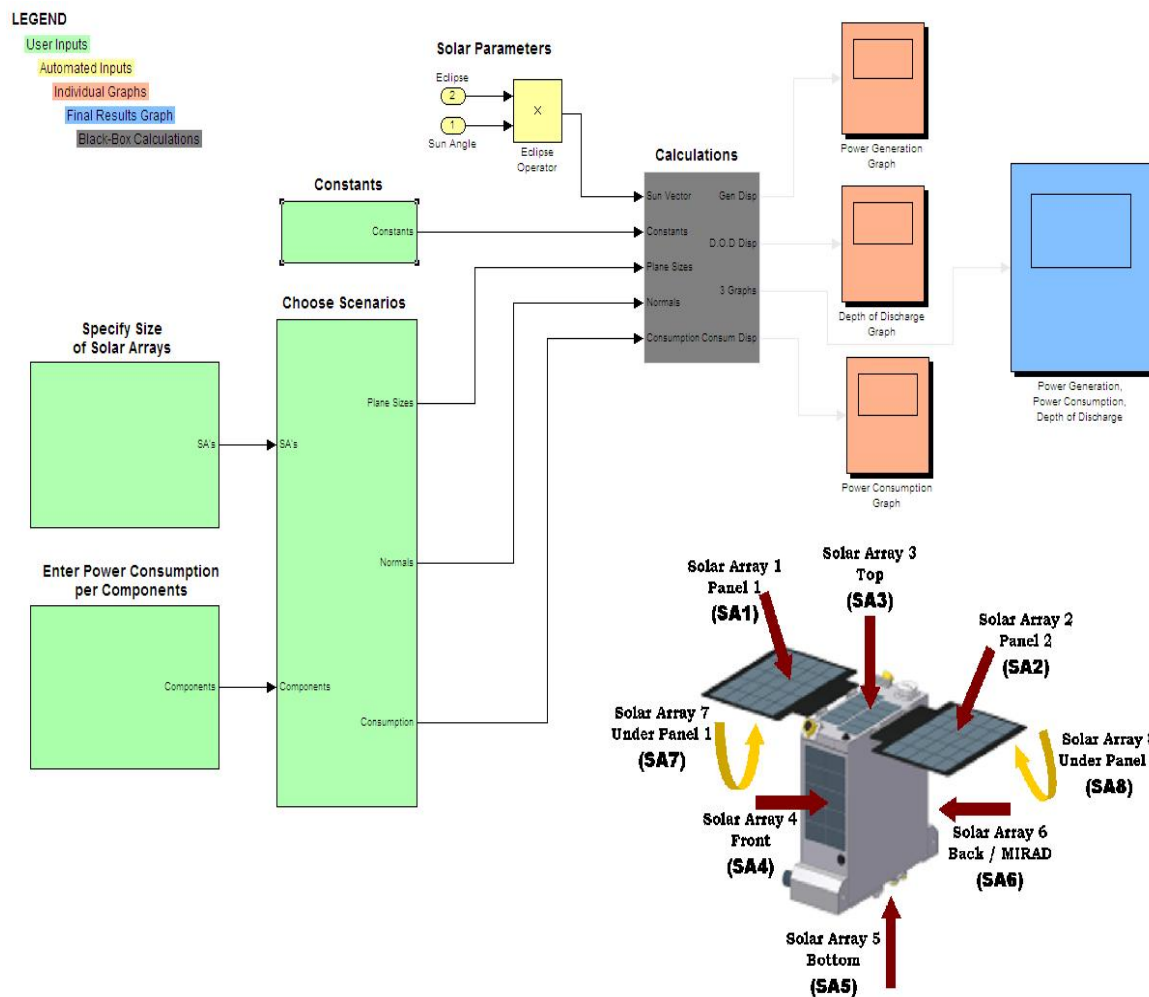 LEGEND
User Inputs
Automated Inputs
Individual Graphs
Final Results Graph
Black-Box Calculations
Solar Parameters
Eclipse
2
1
Sun Angle
X
Eclipse
Operator
Constants
Constants
Calculations
Sun Vector
Constants
Plane Sizes
Normals
Consumption
Gen Disp
D.O.D Disp
3 Graphs
Consum Disp
Power Generation
Graph
Depth of Discharge
Graph
Power Consumption
Graph
Power Generation,
Power Consumption,
Depth of Discharge
Specify Size
of Solar Arrays
SA's
Choose Scenarios
SA's
Components
Plane Sizes
Normals
Consumption
Enter Power Consumption
per Components
Components
Solar Array 1
Panel 1
(SA1)
Solar Array 3
Top
(SA3)
Solar Array 2
Panel 2
(SA2)
Solar Array 7
Under Panel 1
(SA7)
Solar Array
Under Panel
(SA8)
Solar Array 4
Front
(SA4)
Solar Array 6
Back / MIRAD
(SA6)
Solar Array 5
Bottom
(SA5)